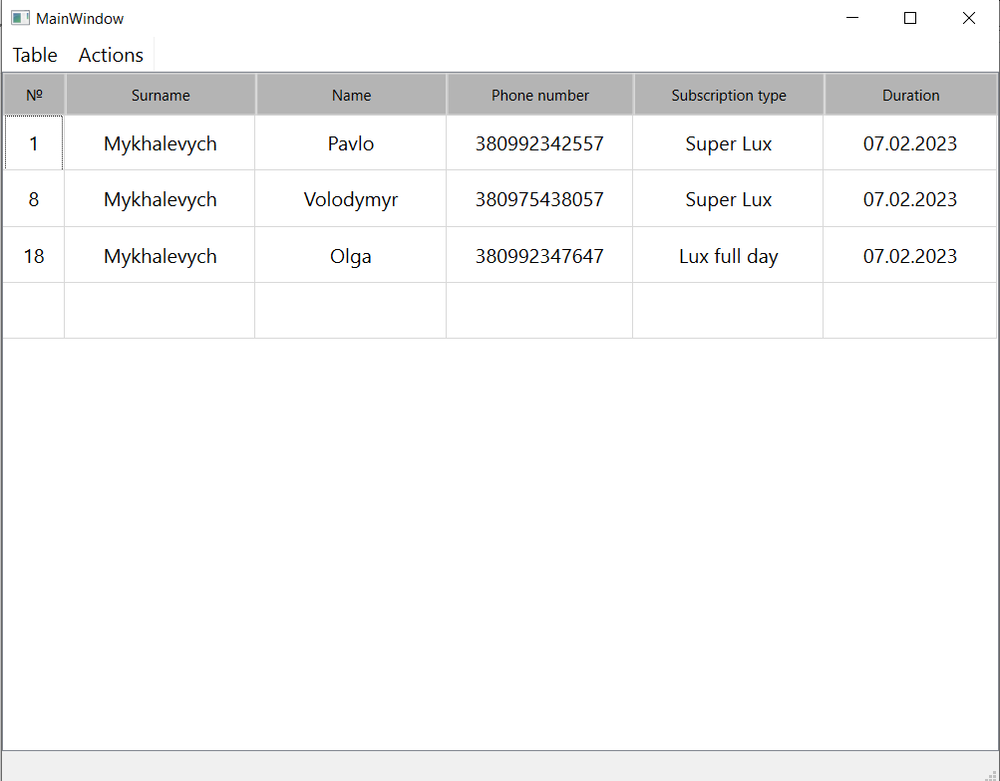 MainWindow
Table Actions
№ Surname Name Phone number Subscription type Duration
1 Mykhalevych Pavlo 380992342557 Super Lux 07.02.2023
8 Mykhalevych Volodymyr 380975438057 Super Lux 07.02.2023
18 Mykhalevych Olga 380992347647 Lux full day 07.02.2023